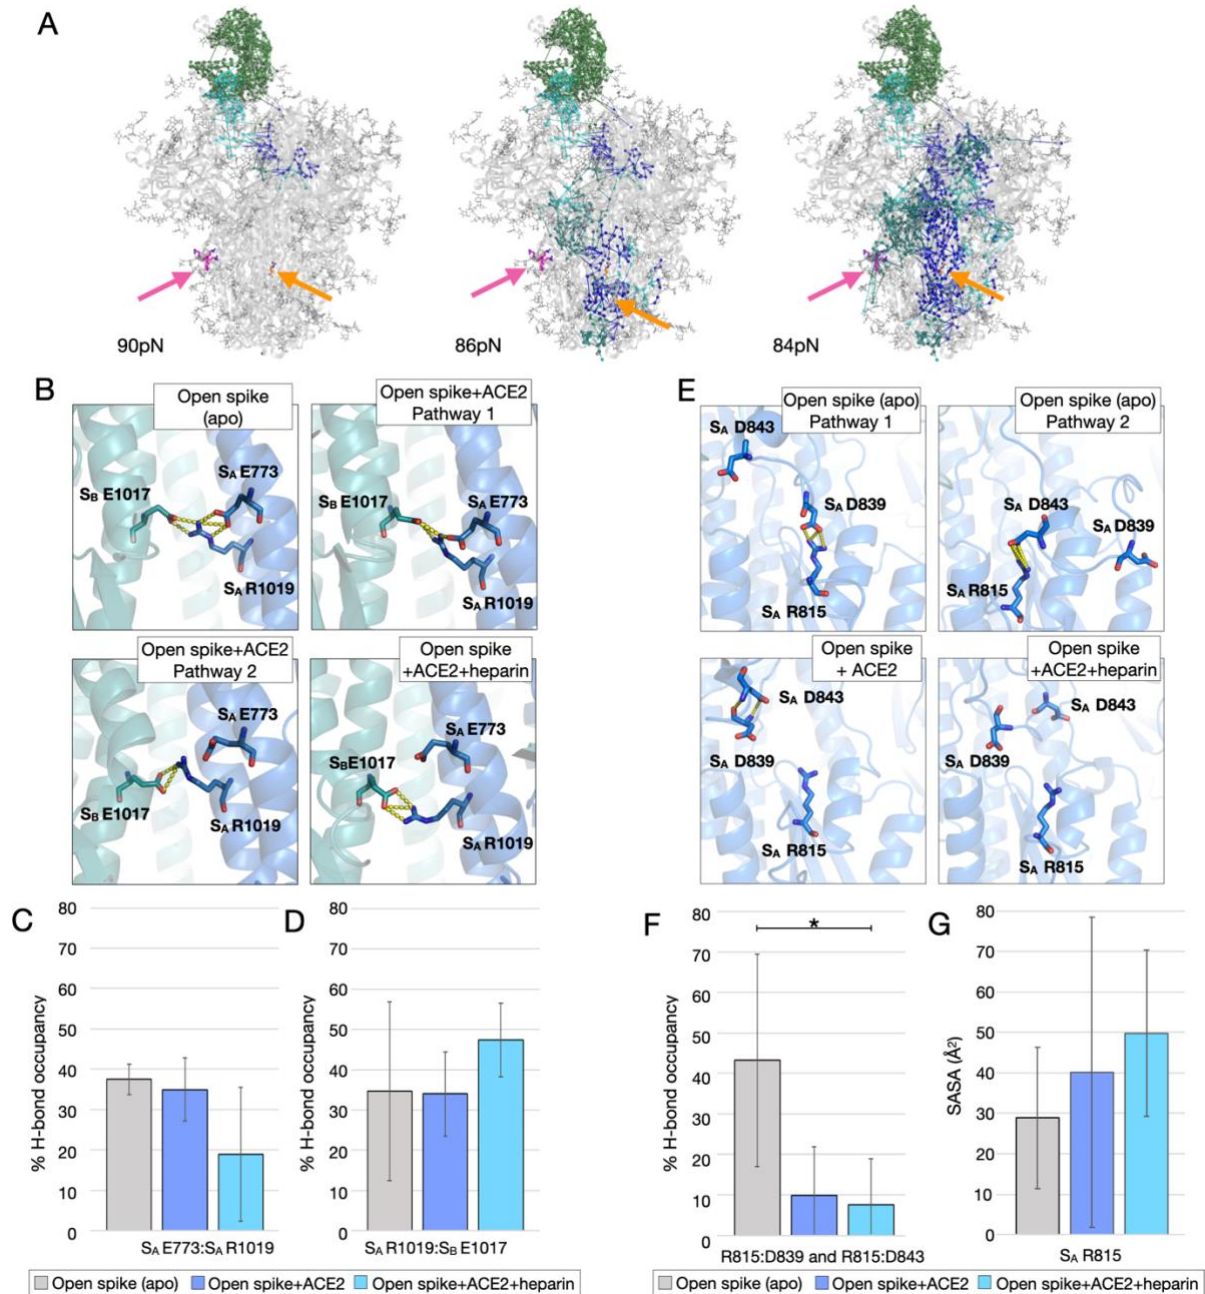 A
90pN
86pN
84pN
B
Open spike
(apo)
SB E1017
SA E773
SA R1019
Open spike+ACE2
Pathway 1
SB E1017
SA E773
SA R1019
Open spike+ACE2
Pathway 2
SA E773
SB E1017
SA R1019
Open spike
+ACE2+heparin
SA E773
SBE1017
SA R1019
E
Open spike (apo)
Pathway 1
SA D843
SA D839
SA R815
Open spike (apo)
Pathway 2
SA D843
SA D839
SA R815
Open spike
+ ACE2
SA D843
SA D839
SA R815
Open spike
+ACE2+heparin
SA D843
SA D839
SA R815
C
% H-bond occupancy
80
70
60
50
40
30
20
10
0
SA E773:SA R1019
D
% H-bond occupancy
80
70
60
50
40
30
20
10
0
SA R1019:SB E1017
Open spike (apo)
Open spike+ACE2
Open spike+ACE2+heparin
F
% H-bond occupancy
80
70
60
50
40
30
20
10
0
*
R815:D839 and R815:D843
G
SASA (Å²)
80
70
60
50
40
30
20
10
0
SA R815
Open spike (apo)
Open spike+ACE2
Open spike+ACE2+heparin